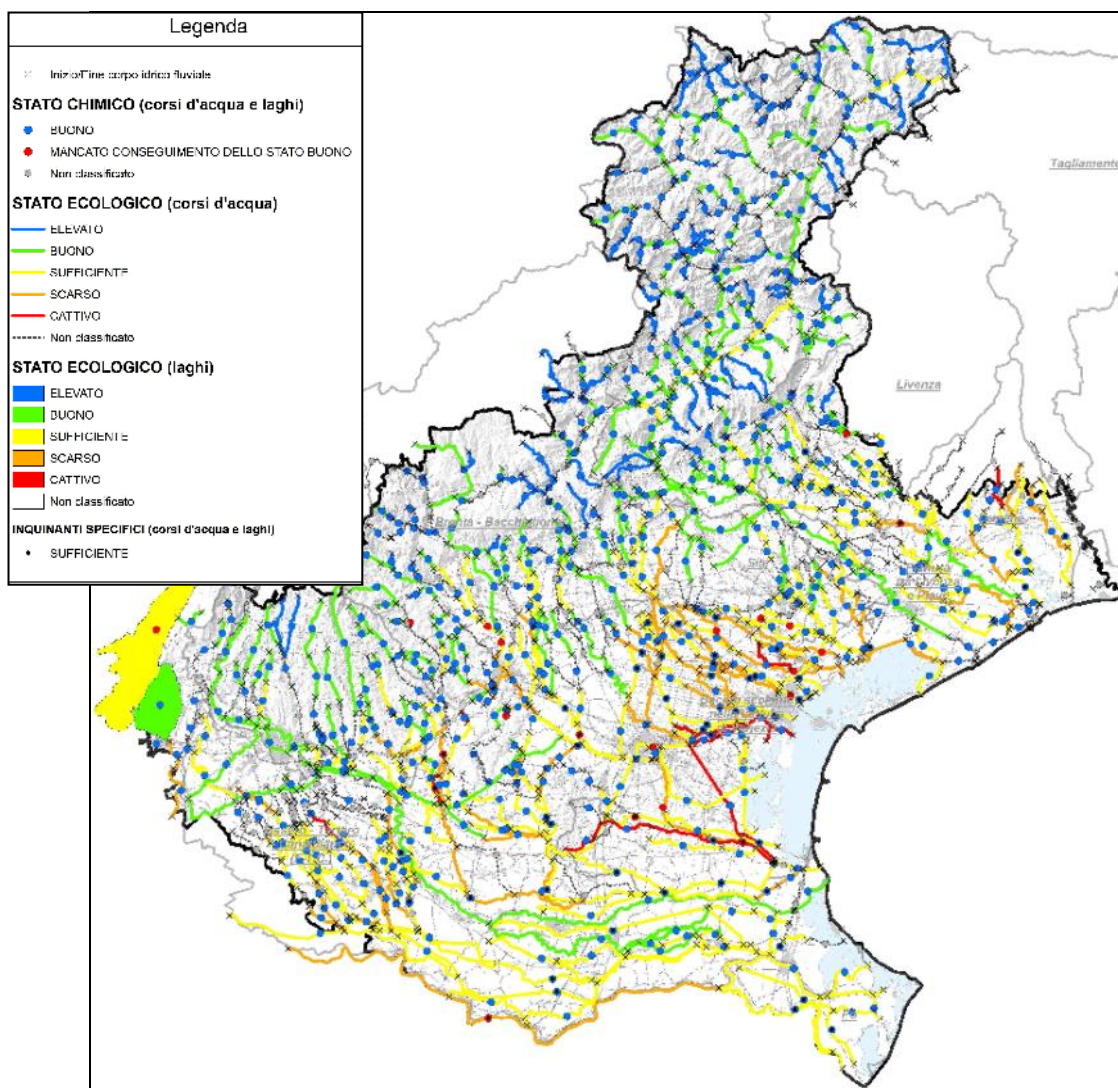 Legenda
Inizio/Fine corpo idrico fluviale
STATO CHIMICO (corsi d'acqua e laghi)
BUONO
MANCATO CONSEGUIMENTO DELLO STATO BUONO
Non classificato
STATO ECOLOGICO (corsi d'acqua)
ELEVATO
BUONO
SUFFICIENTE
SCARSO
CATTIVO
Non classificato
STATO ECOLOGICO (laghi)
ELEVATO
BUONO
SUFFICIENTE
SCARSO
CATTIVO
Non classificato
INQUINANTI SPECIFICI (corsi d'acqua e laghi)
SUFFICIENTE
Tagliamento
Livenza
Brenta - Bacchiglione
Sile
Po